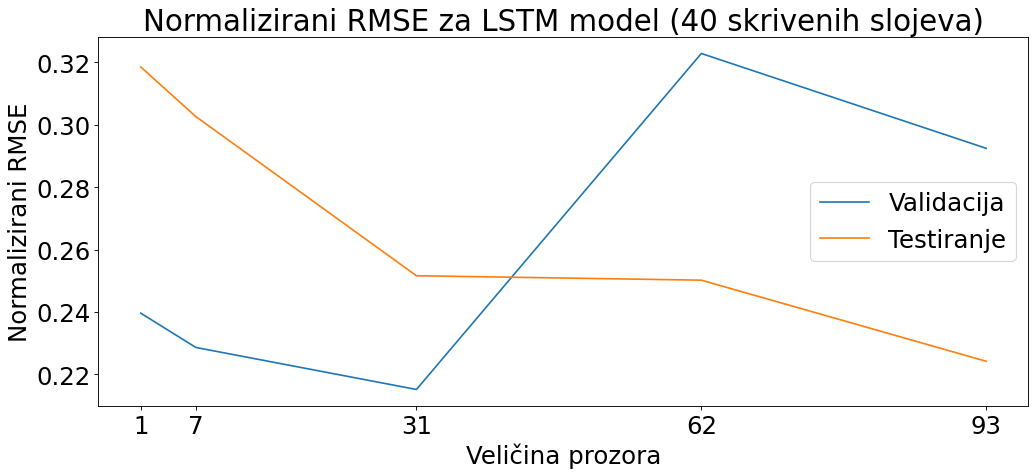 Normalizirani RMSE za LSTM model (40 skrivenih slojeva)
Normalizirani RMSE
0.32
0.30
0.28
0.26
0.24
0.22
Validacija
Testiranje
1 7 31 62 93
Veličina prozora